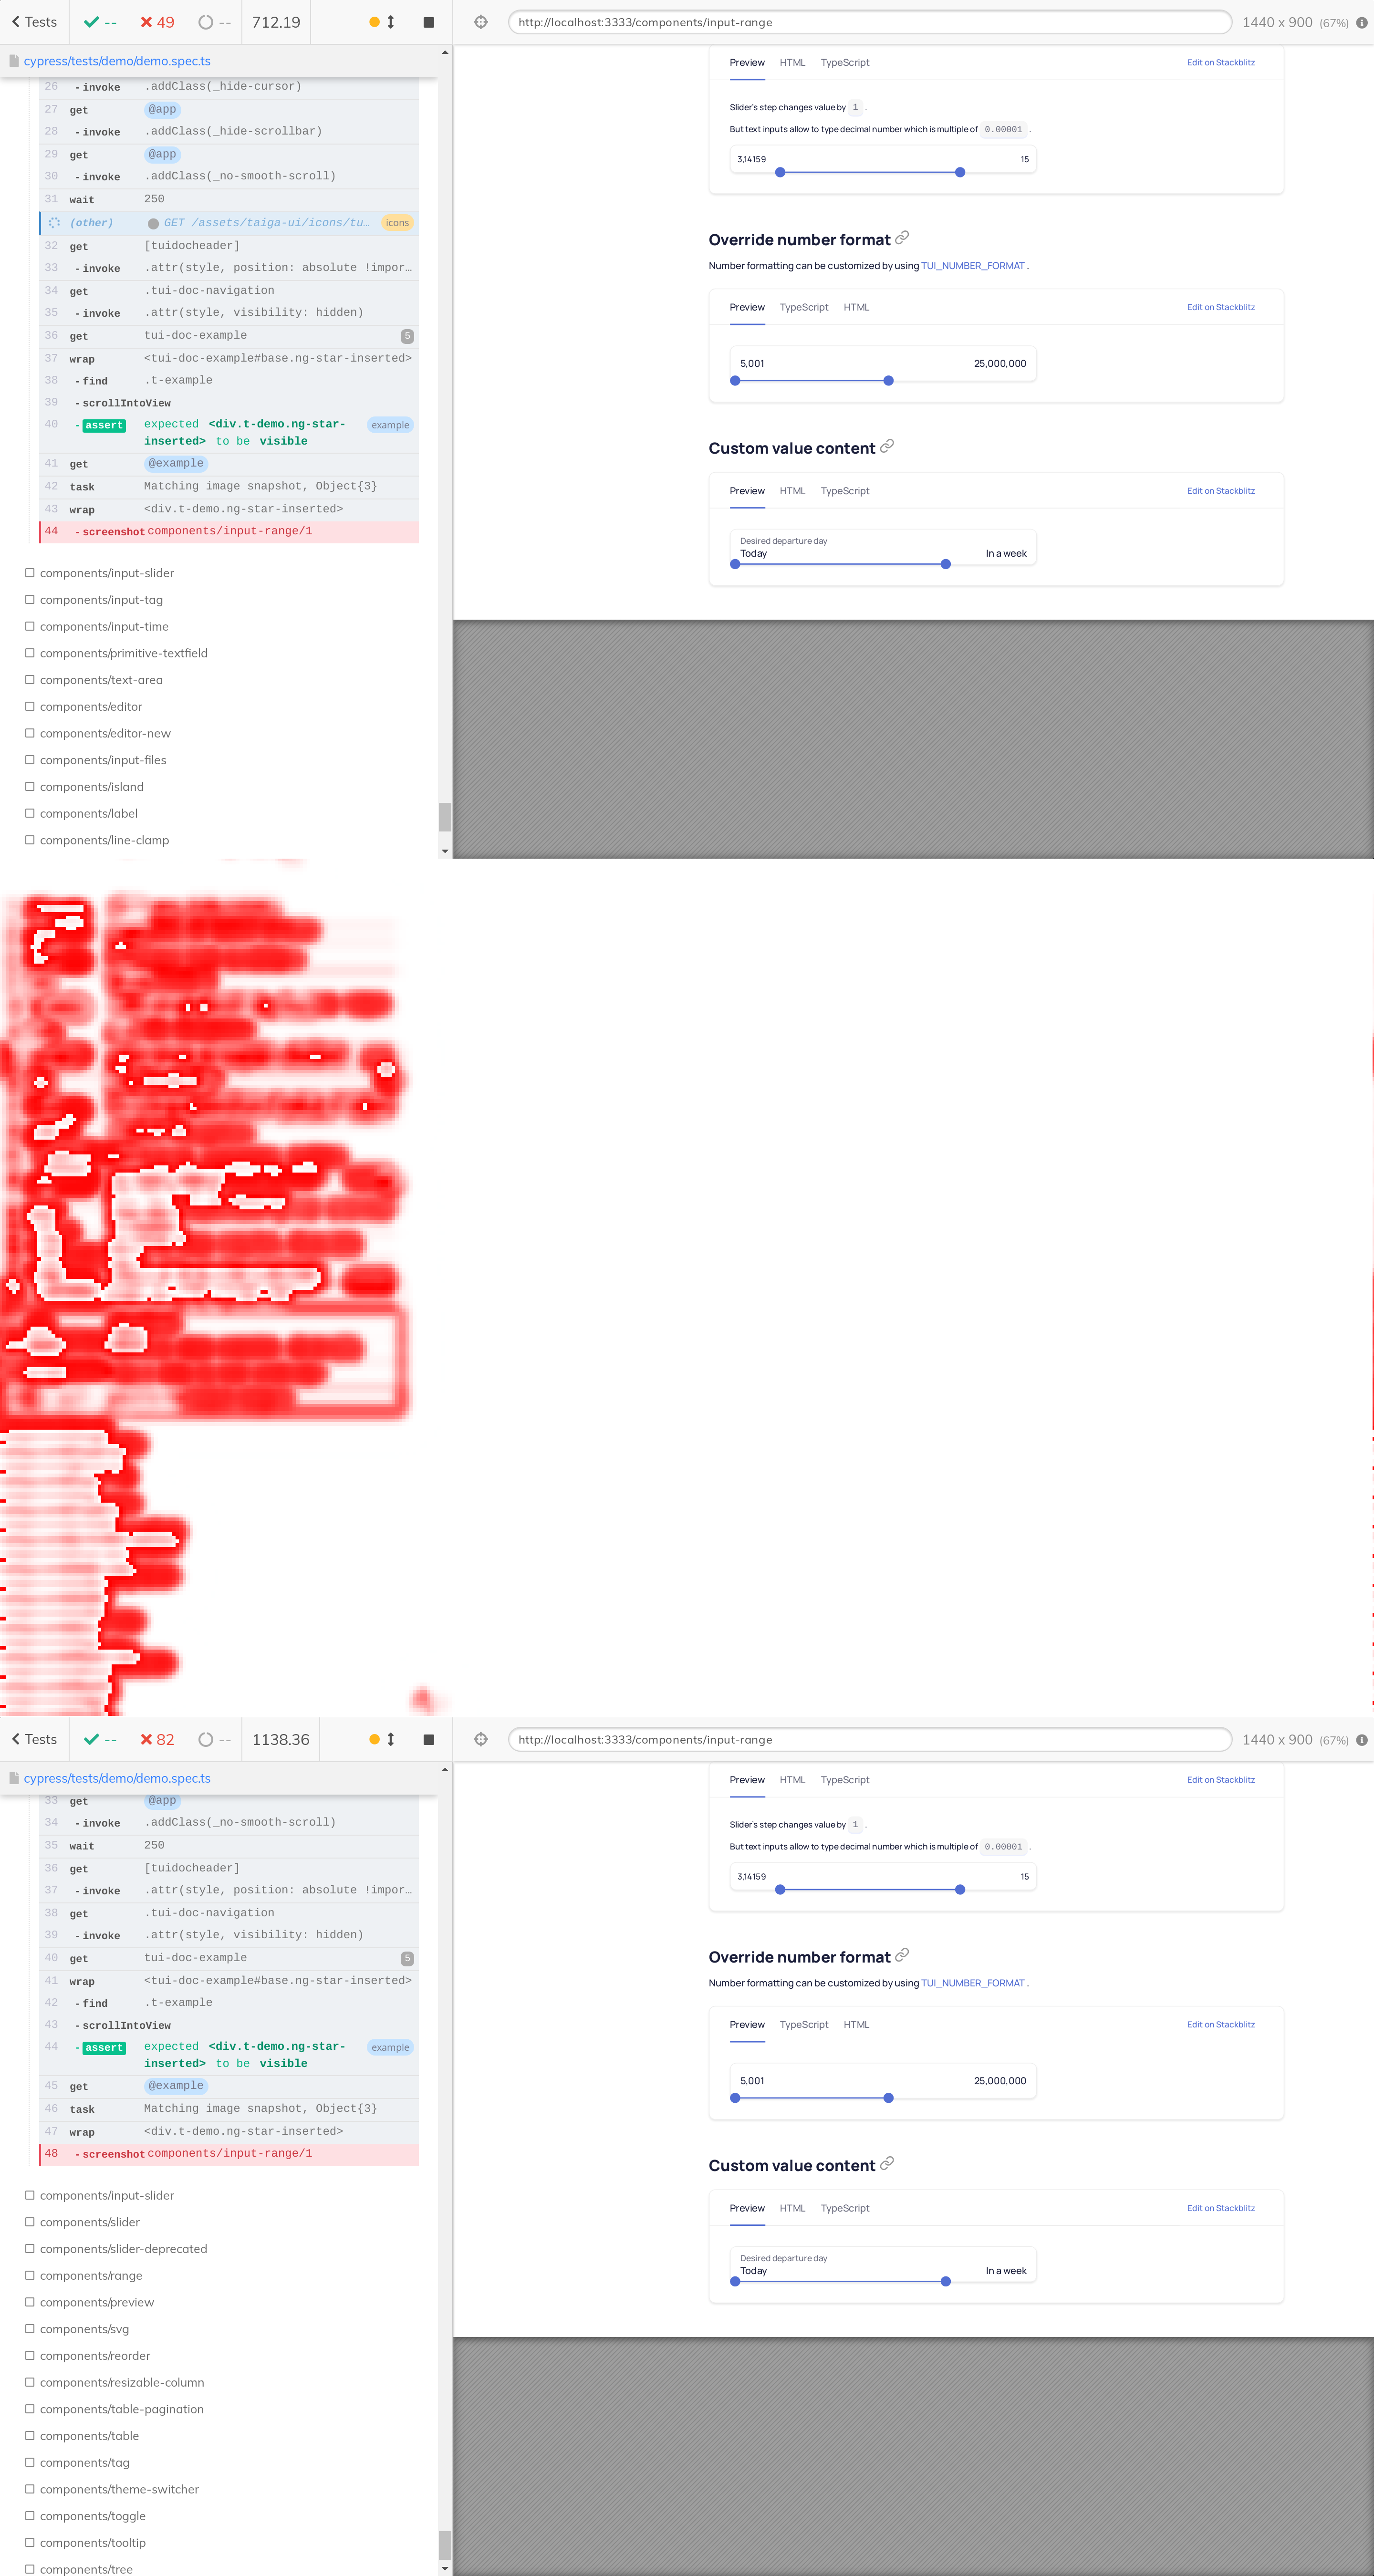 Tests -- 49 -- 712.19 http://localhost:3333/components/input-range 1440 x 900 (67%)
cypress/tests/demo/demo.spec.ts
26 - invoke .addClass(_hide-cursor)
27 get @app
28 - invoke .addClass(_hide-scrollbar)
29 get @app
30 - invoke .addClass(_no-smooth-scroll)
31 wait 250
(other) GET /assets/taiga-ui/icons/tu... icons
32 get [tuidocheader]
33 - invoke .attr(style, position: absolute !impor...
34 get .tui-doc-navigation
35 - invoke .attr(style, visibility: hidden)
36 get tui-doc-example 5
37 wrap <tui-doc-example#base.ng-star-inserted>
38 - find .t-example
39 - scrollIntoView
40 - assert expected <div.t-demo.ng-star- example
inserted> to be visible
41 get @example
42 task Matching image snapshot, Object{3}
43 wrap <div.t-demo.ng-star-inserted>
44 - screenshot components/input-range/1
components/input-slider
components/input-tag
components/input-time
components/primitive-textfield
components/text-area
components/editor
components/editor-new
components/input-files
components/island
components/label
components/line-clamp
Preview HTML TypeScript Edit on Stackblitz
Slider's step changes value by 1 .
But text inputs allow to type decimal number which is multiple of 0.00001 .
3,14159 15
Override number format
Number formatting can be customized by using TUI_NUMBER_FORMAT .
Preview TypeScript HTML Edit on Stackblitz
5,001 25,000,000
Custom value content
Preview HTML TypeScript Edit on Stackblitz
Desired departure day
Today In a week
Tests -- 82 -- 1138.36 http://localhost:3333/components/input-range 1440 x 900 (67%)
cypress/tests/demo/demo.spec.ts
33 get @app
34 - invoke .addClass(_no-smooth-scroll)
35 wait 250
36 get [tuidocheader]
37 - invoke .attr(style, position: absolute !impor...
38 get .tui-doc-navigation
39 - invoke .attr(style, visibility: hidden)
40 get tui-doc-example 5
41 wrap <tui-doc-example#base.ng-star-inserted>
42 - find .t-example
43 - scrollIntoView
44 - assert expected <div.t-demo.ng-star- example
inserted> to be visible
45 get @example
46 task Matching image snapshot, Object{3}
47 wrap <div.t-demo.ng-star-inserted>
48 - screenshot components/input-range/1
components/input-slider
components/slider
components/slider-deprecated
components/range
components/preview
components/svg
components/reorder
components/resizable-column
components/table-pagination
components/table
components/tag
components/theme-switcher
components/toggle
components/tooltip
components/tree
Preview HTML TypeScript Edit on Stackblitz
Slider's step changes value by 1 .
But text inputs allow to type decimal number which is multiple of 0.00001 .
3,14159 15
Override number format
Number formatting can be customized by using TUI_NUMBER_FORMAT .
Preview TypeScript HTML Edit on Stackblitz
5,001 25,000,000
Custom value content
Preview HTML TypeScript Edit on Stackblitz
Desired departure day
Today In a week